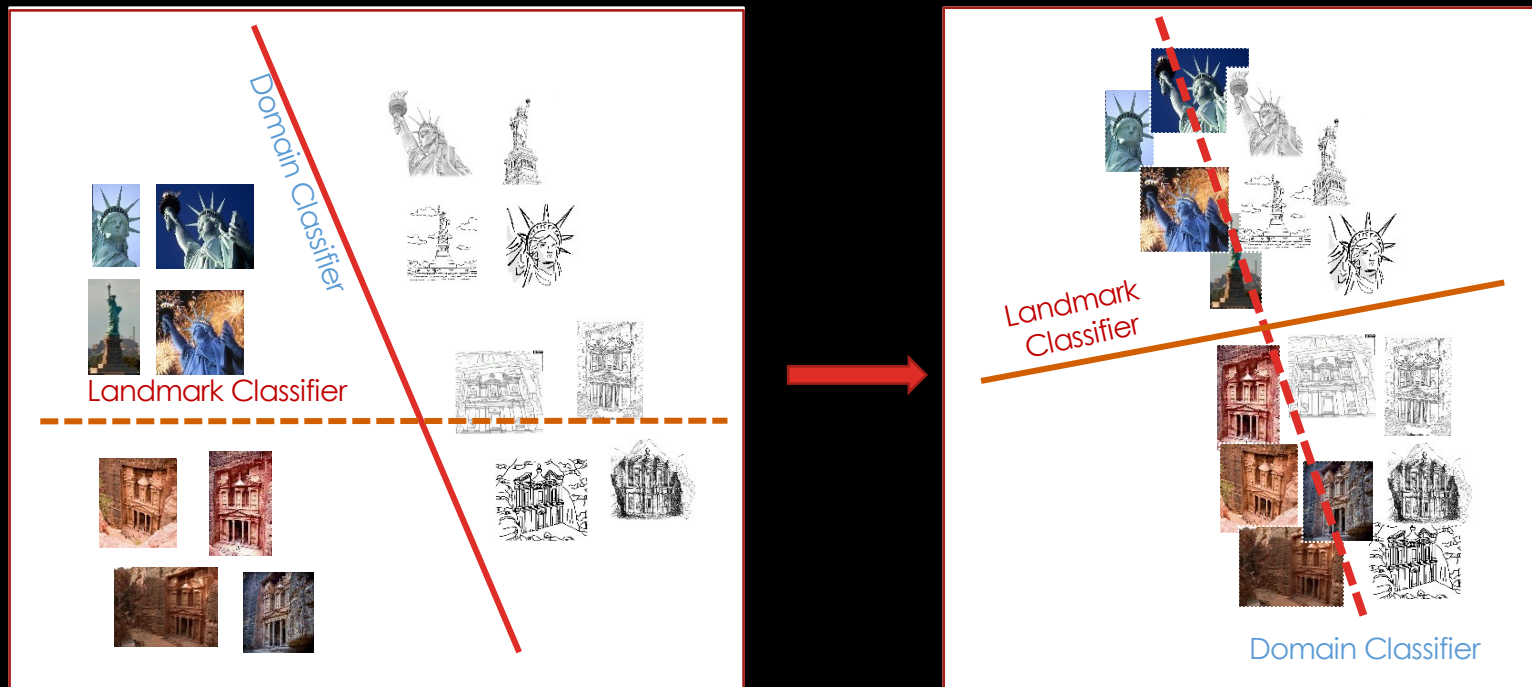 Domain Classifier
Landmark Classifier
Landmark
Classifier
Domain Classifier